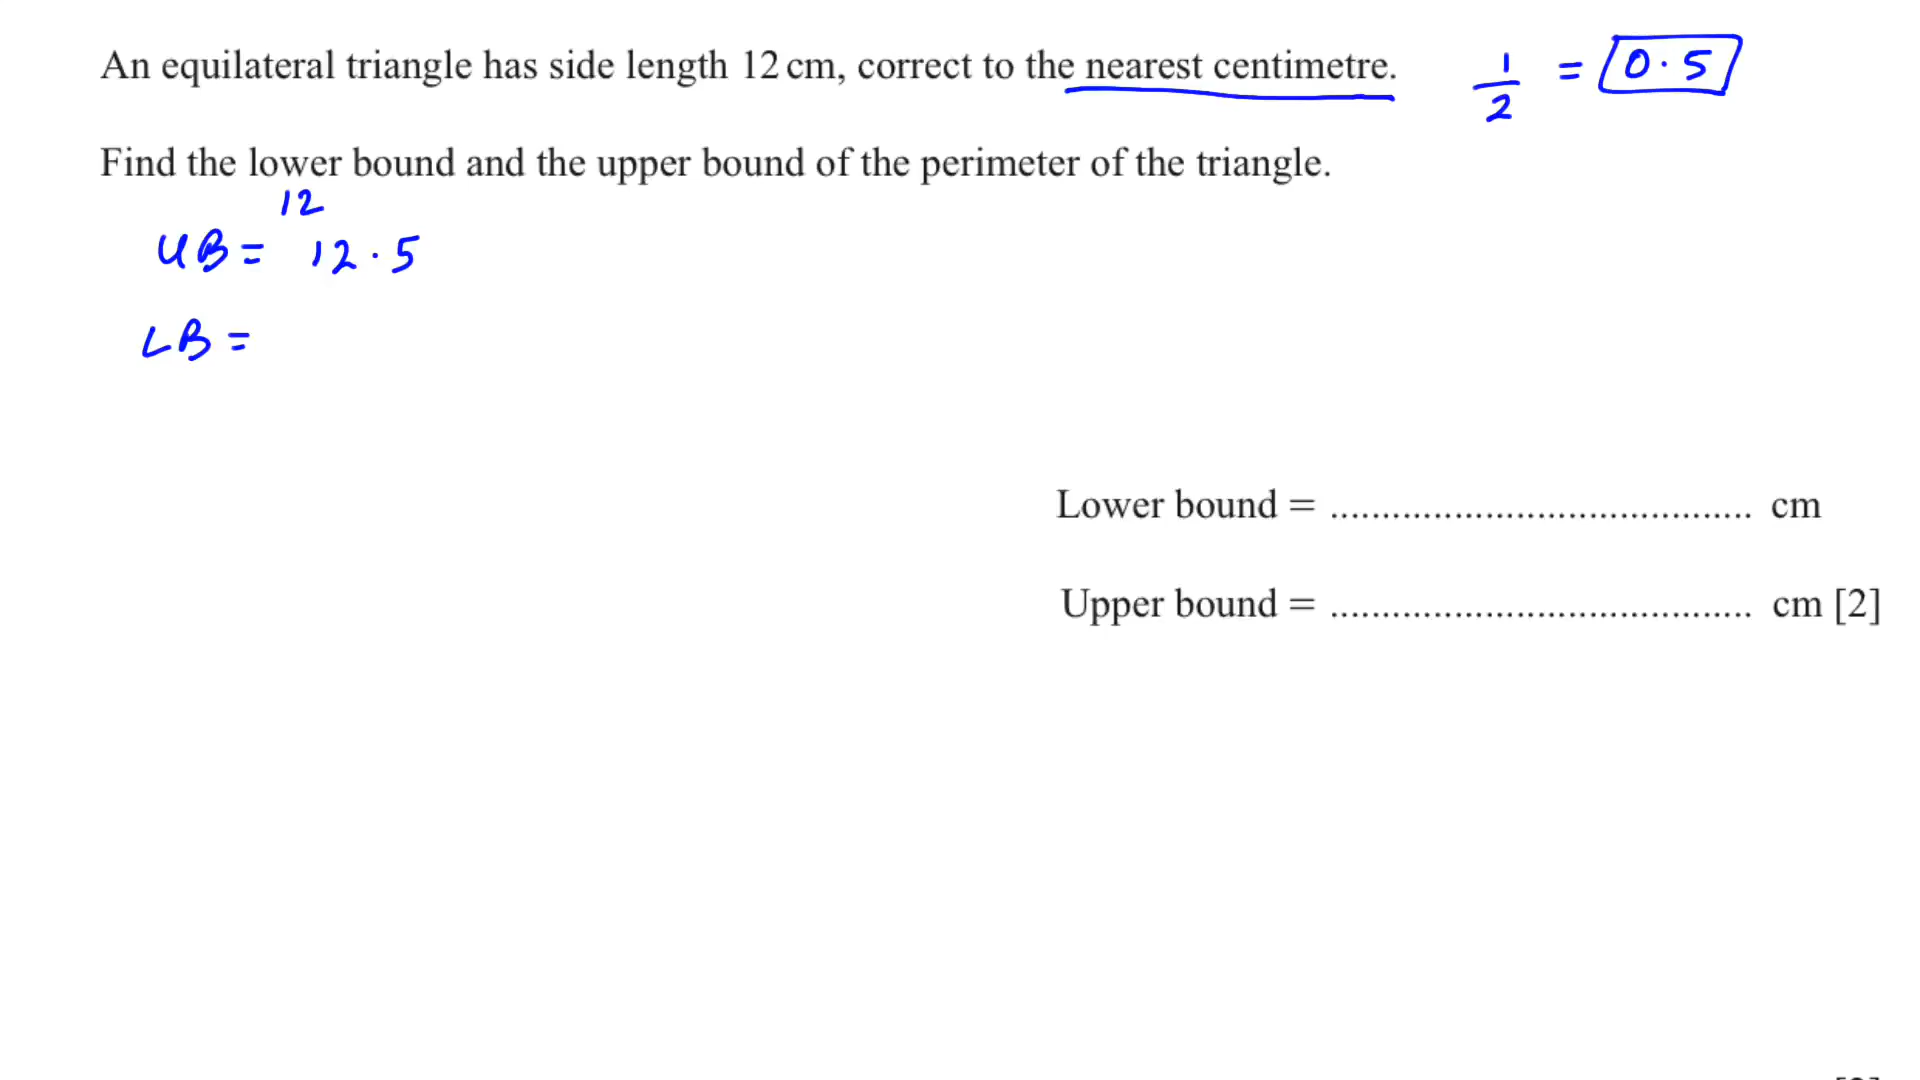 An equilateral triangle has side length 12 cm, correct to the nearest centimetre.
1/2 = 0.5
Find the lower bound and the upper bound of the perimeter of the triangle.
12
UB = 12.5
LB =
Lower bound = ......................................... cm
Upper bound = ......................................... cm [2]